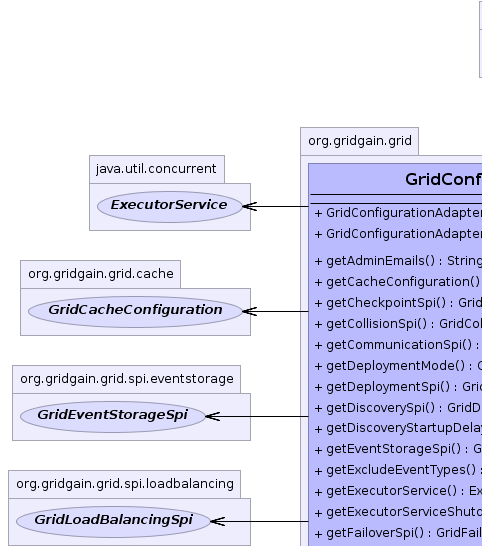 org.gridgain.grid
java.util.concurrent
ExecutorService
org.gridgain.grid.cache
GridCacheConfiguration
org.gridgain.grid.spi.eventstorage
GridEventStorageSpi
org.gridgain.grid.spi.loadbalancing
GridLoadBalancingSpi
GridConf
+ GridConfigurationAdapter
+ GridConfigurationAdapter
+ getAdminEmails() : String
+ getCacheConfiguration()
+ getCheckpointSpi() : Grid
+ getCollisionSpi() : GridCol
+ getCommunicationSpi() :
+ getDeploymentMode() : G
+ getDeploymentSpi() : Grid
+ getDiscoverySpi() : GridD
+ getDiscoveryStartupDelay
+ getEventStorageSpi() : G
+ getExcludeEventTypes() :
+ getExecutorService() : Ex
+ getExecutorServiceShutd
+ getFailoverSpi() : GridFail